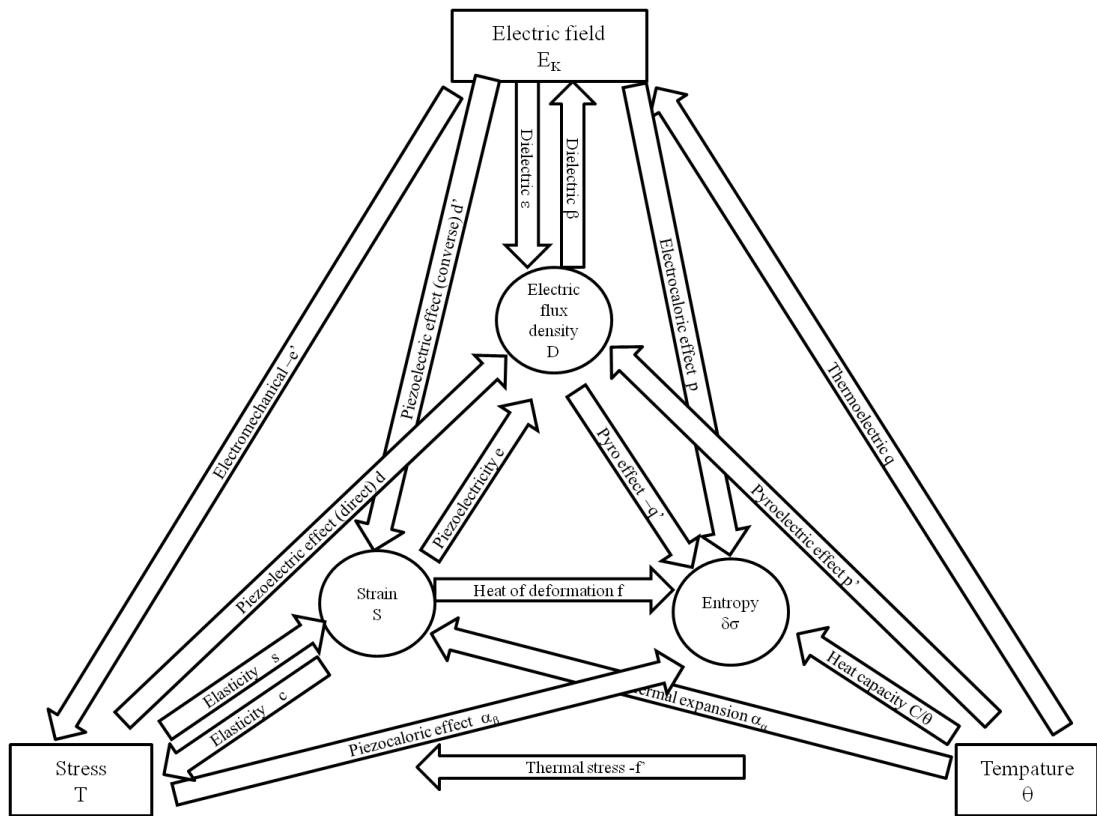 Electric field
E_K
Dielectric ε
Dielectric β
Piezoelectric effect (converse) d’
Electrocaloric effect p
Electromechanical –e’
Thermoelectric q
Electric
flux
density
D
Piezoelectric effect (direct) d
Piezoelectricity e
Pyro effect –q’
Pyroelectric effect p’
Strain
S
Heat of deformation f
Entropy
δσ
Elasticity s
Elasticity c
Heat capacity C/θ
Piezocaloric effect α_β
expansion α_α
Thermal stress -f’
Stress
T
Tempature
θ